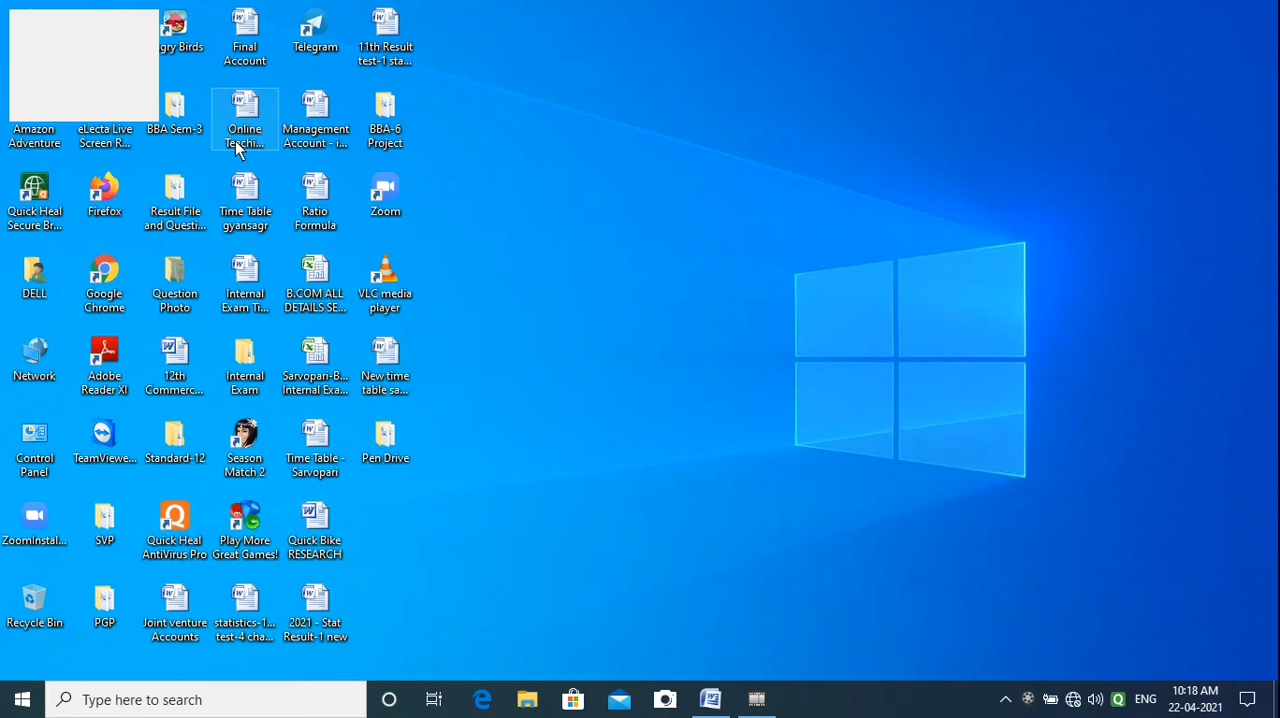 ngry Birds
Final
Account
Telegram
11th Result
test-1 sta...
Amazon
Adventure
eLecta Live
Screen R...
BBA Sem-3
Online
Teachi...
Management
Account - i...
BBA-6
Project
Quick Heal
Secure Br...
Firefox
Result File
and Questi...
Time Table
gyansagr
Ratio
Formula
Zoom
DELL
Google
Chrome
Question
Photo
Internal
Exam Ti...
B.COM ALL
DETAILS SE...
VLC media
player
Network
Adobe
Reader XI
12th
Commerc...
Internal
Exam
Sarvopari-B...
Internal Exa...
New time
table sa...
Control
Panel
TeamViewe...
Standard-12
Season
Match 2
Time Table -
Sarvopari
Pen Drive
ZoomInstal...
SVP
Quick Heal
AntiVirus Pro
Play More
Great Games!
Quick Bike
RESEARCH
Recycle Bin
PGP
Joint venture
Accounts
statistics-1...
test-4 cha...
2021 - Stat
Result-1 new
Type here to search
ENG
10:18 AM
22-04-2021